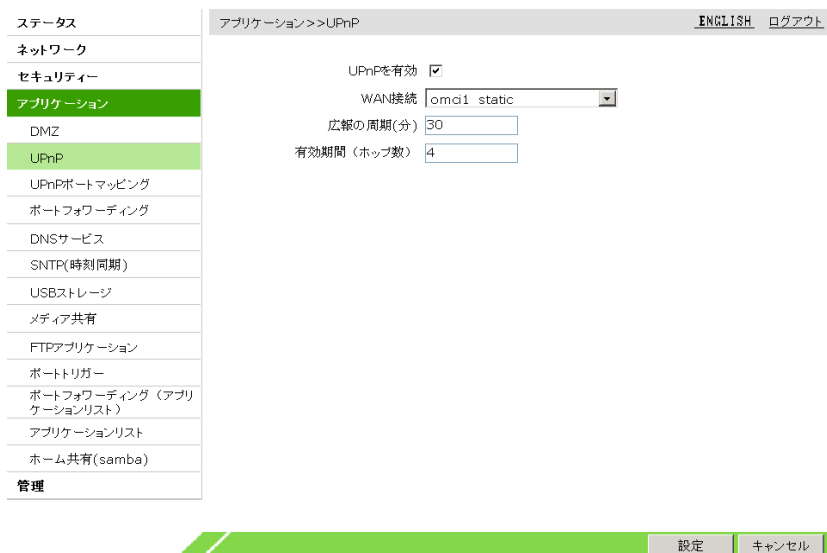 ステータス
ネットワーク
セキュリティー
アプリケーション
DMZ
UPnP
UPnPポートマッピング
ポートフォワーディング
DNSサービス
SNTP(時刻同期)
USBストレージ
メディア共有
FTPアプリケーション
ポートトリガー
ポートフォワーディング（アプリ
ケーションリスト）
アプリケーションリスト
ホーム共有(samba)
管理
アプリケーション>>UPnP
ENGLISH ログアウト
UPnPを有効
WAN接続 omci1_static
広報の周期(分) 30
有効期間（ホップ数） 4
設定 キャンセル